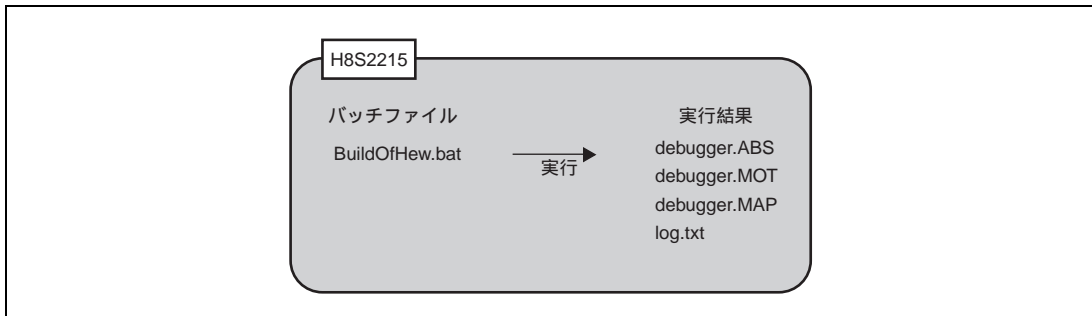 H8S2215
バッチファイル
BuildOfHew.bat
実行
実行結果
debugger.ABS
debugger.MOT
debugger.MAP
log.txt